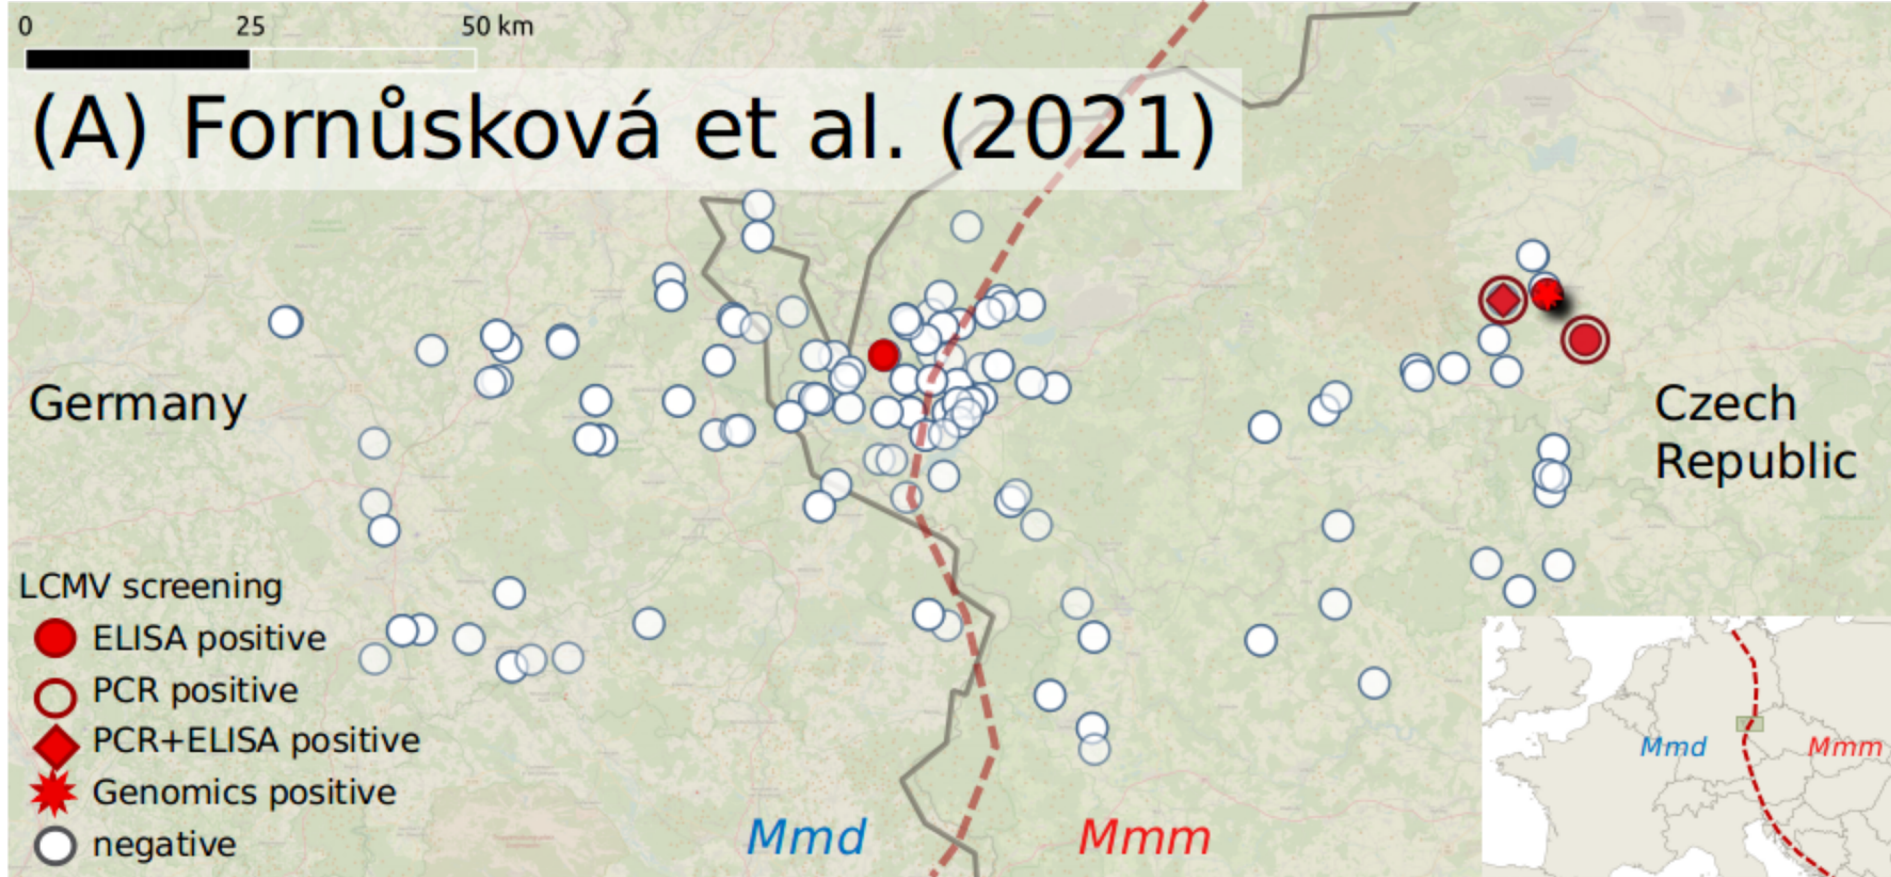 0 25 50 km
(A) Fornůsková et al. (2021)
Germany
Czech
Republic
LCMV screening
ELISA positive
PCR positive
PCR+ELISA positive
Genomics positive
negative
Mmd
Mmm
Mmd
Mmm